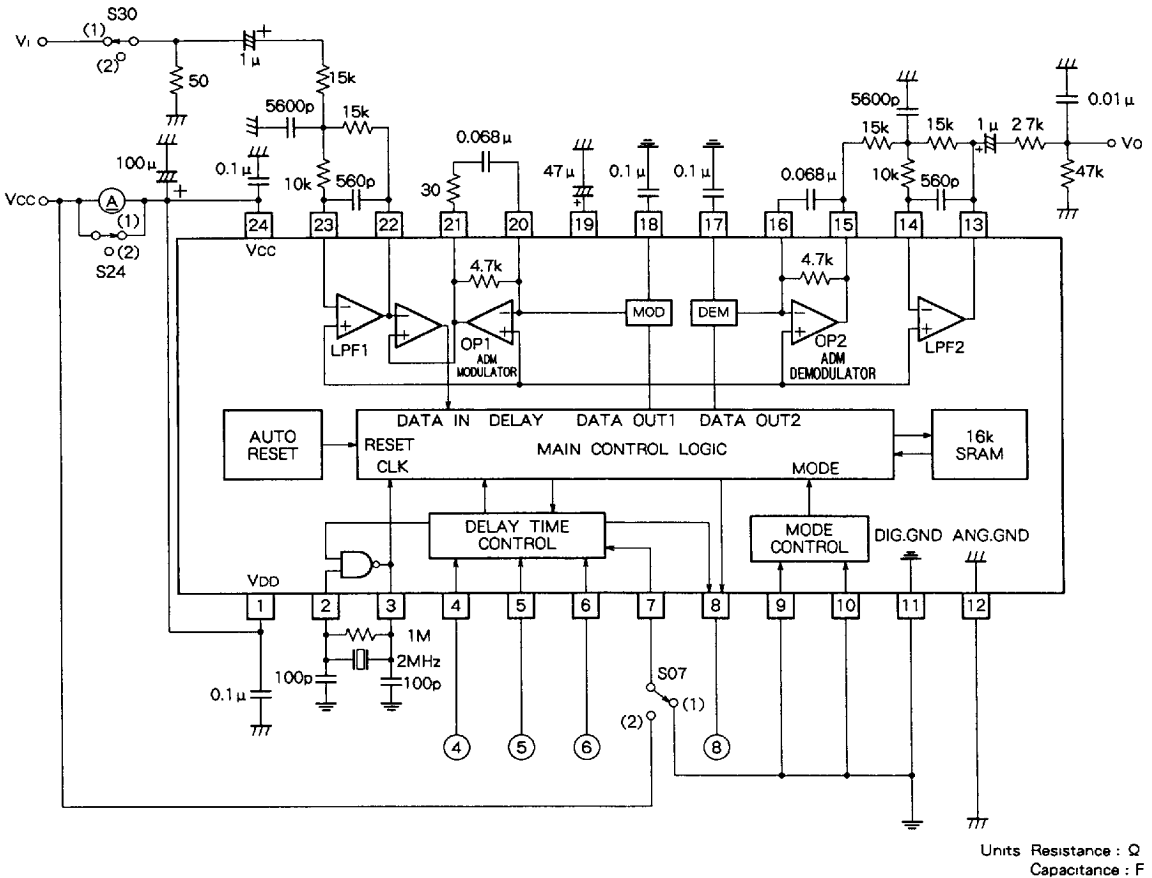 S30
VI
(1)
(2)
1μ
50
15k
5600p
15k
100μ
0.1μ
10k
560p
VCC
A
(1)
(2)
S24
0.068μ
30
47μ
0.1μ
0.1μ
0.068μ
15k
5600p
15k
10k
560p
1μ
27k
0.01μ
VO
47k
24 23 22 21 20 19 18 17 16 15 14 13
VCC
4.7k
4.7k
MOD
DEM
LPF1
OP1
ADM
MODULATOR
OP2
ADM
DEMODULATOR
LPF2
DATA IN DELAY DATA OUT1 DATA OUT2
AUTO
RESET
RESET
CLK
MAIN CONTROL LOGIC
MODE
16k
SRAM
DELAY TIME
CONTROL
MODE
CONTROL
DIG.GND ANG.GND
VDD
1 2 3 4 5 6 7 8 9 10 11 12
1M
2MHz
100p
100p
0.1μ
S07
(1)
(2)
4 5 6 8
Units Resistance : Ω
Capacitance : F